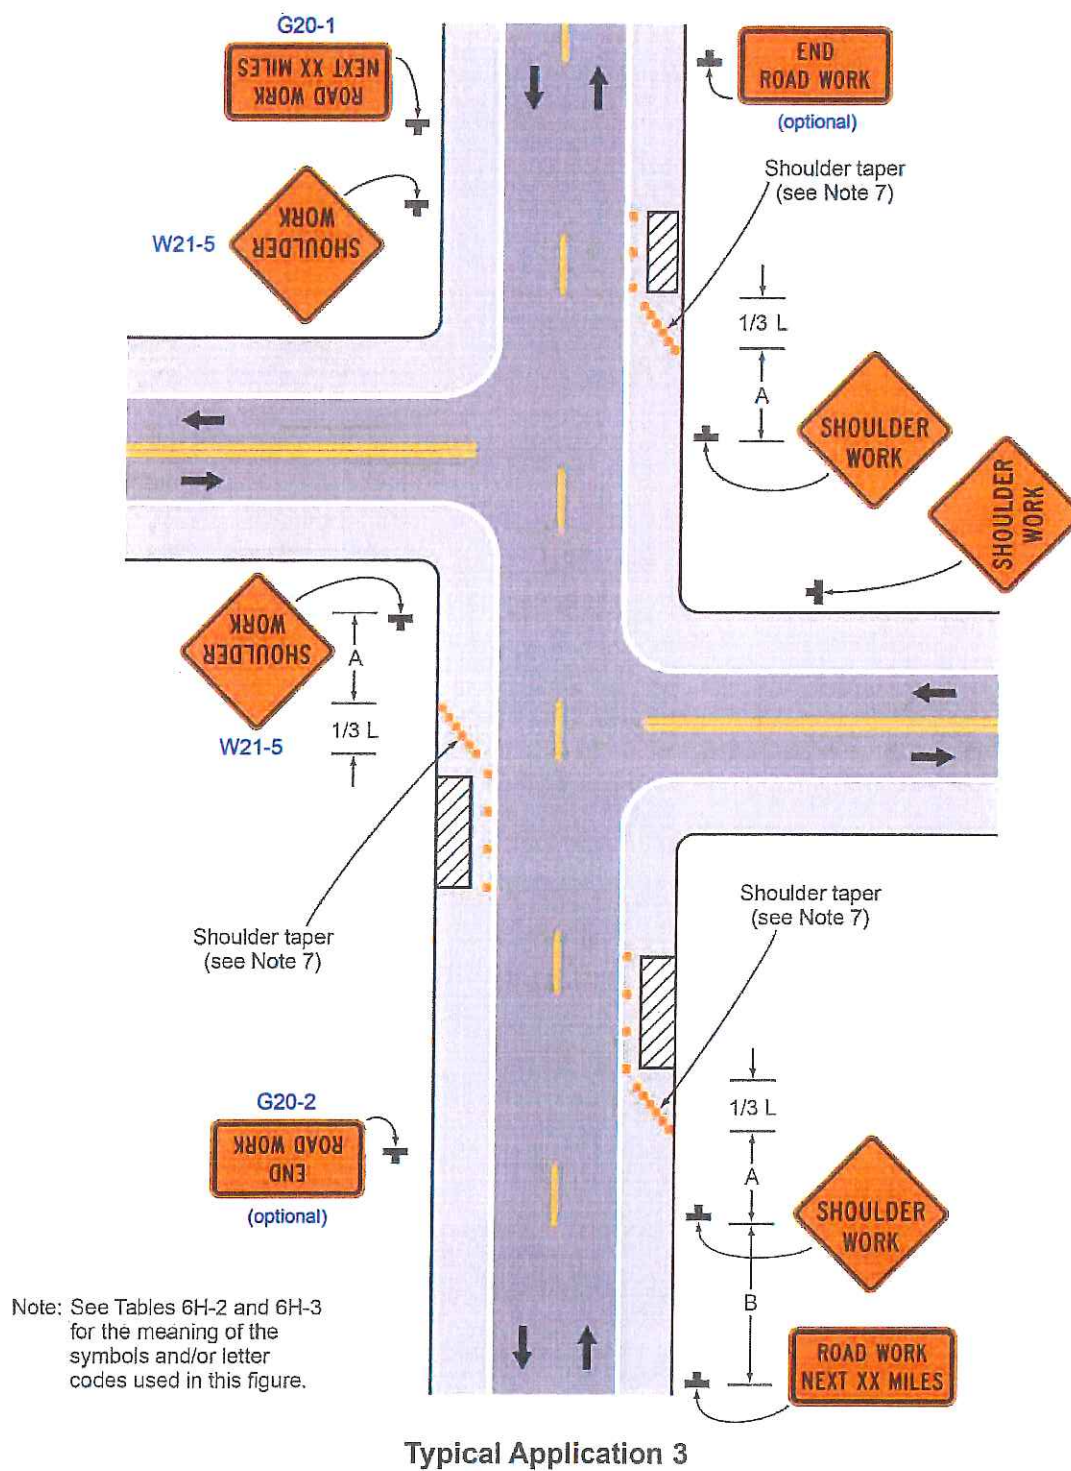 G20-1
ROAD WORK
NEXT XX MILES
END
ROAD WORK
(optional)
Shoulder taper
(see Note 7)
W21-5
SHOULDER
WORK
1/3 L
A
SHOULDER
WORK
SHOULDER
WORK
SHOULDER
WORK
A
1/3 L
W21-5
Shoulder taper
(see Note 7)
Shoulder taper
(see Note 7)
G20-2
END
ROAD WORK
(optional)
1/3 L
A
SHOULDER
WORK
B
ROAD WORK
NEXT XX MILES
Note: See Tables 6H-2 and 6H-3
for the meaning of the
symbols and/or letter
codes used in this figure.
Typical Application 3